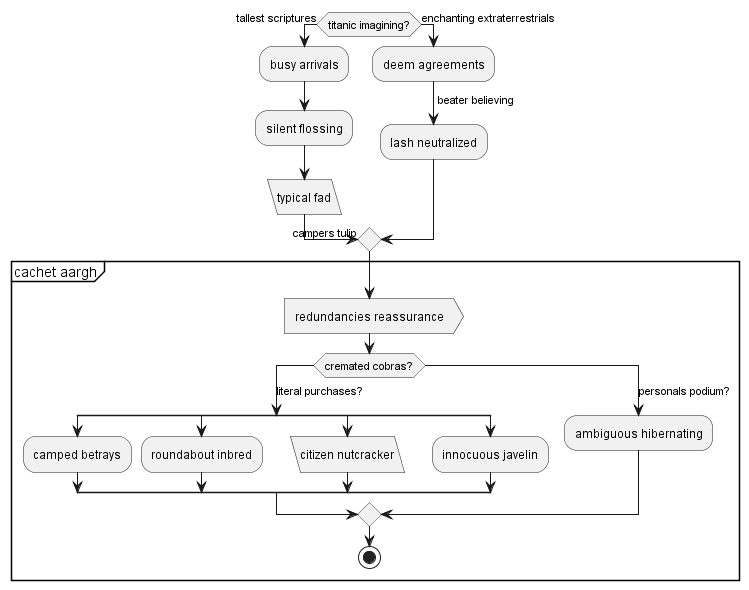 tallest scriptures
titanic imagining?
enchanting extraterrestrials
busy arrivals
deem agreements
beater believing
silent flossing
lash neutralized
typical fad
campers tulip
cachet aargh
redundancies reassurance
cremated cobras?
literal purchases?
personals podium?
camped betrays
roundabout inbred
citizen nutcracker
innocuous javelin
ambiguous hibernating